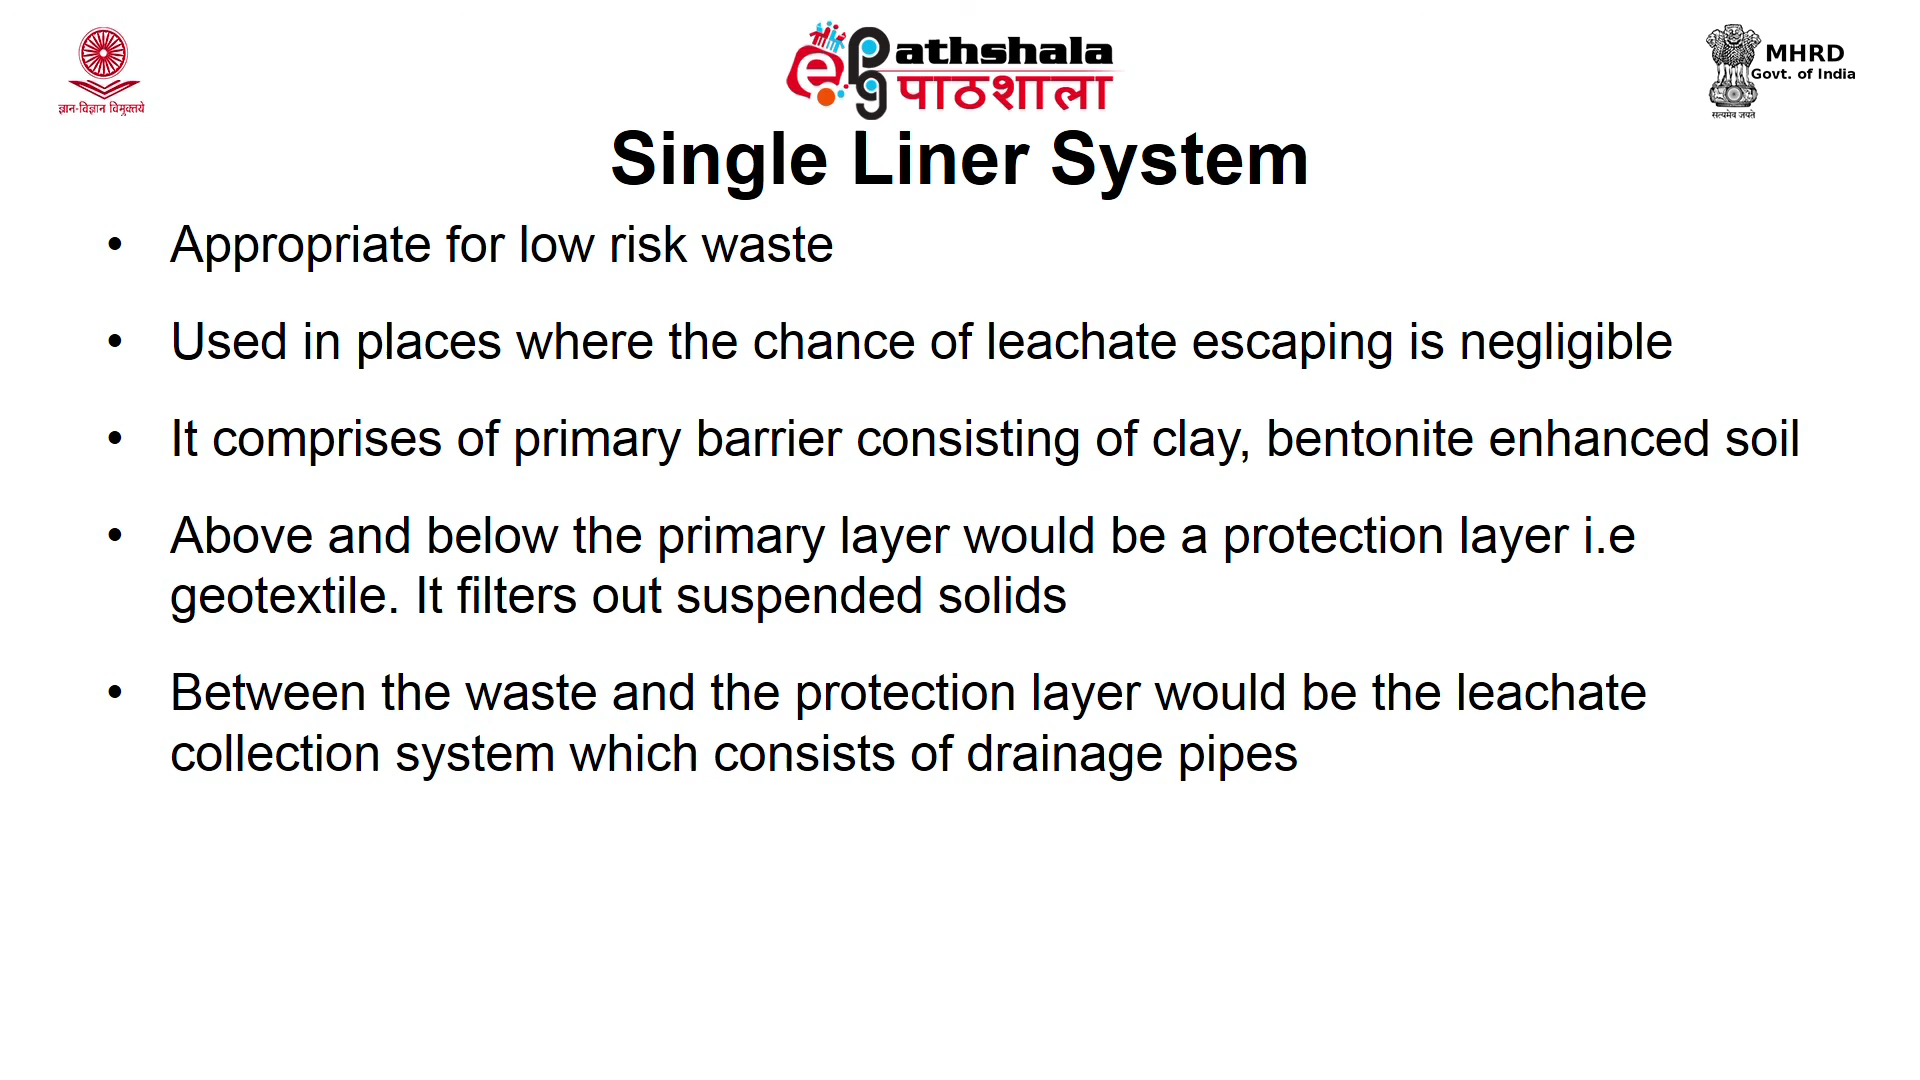 ज्ञान-विज्ञान विमुक्तये
ePgathshala
पाठशाला
MHRD
Govt. of India
सत्यमेव जयते
Single Liner System
• Appropriate for low risk waste
• Used in places where the chance of leachate escaping is negligible
• It comprises of primary barrier consisting of clay, bentonite enhanced soil
• Above and below the primary layer would be a protection layer i.e
geotextile. It filters out suspended solids
• Between the waste and the protection layer would be the leachate
collection system which consists of drainage pipes